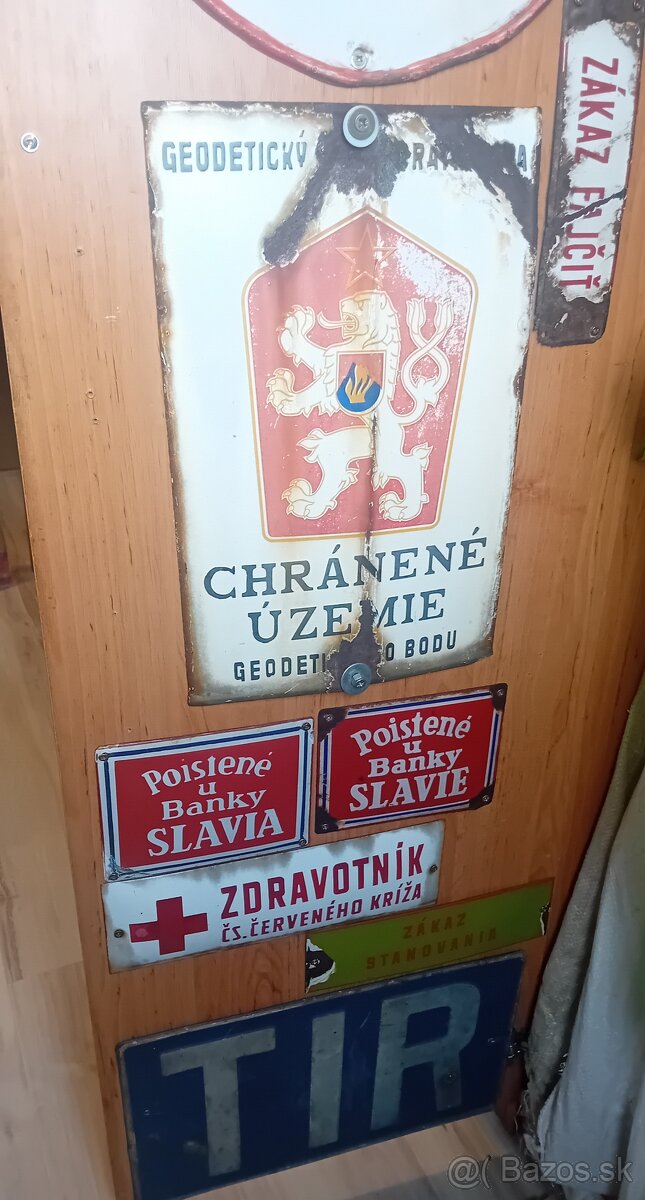 GEODETICKÝ
ZÁKAZ FAJČIŤ
CHRÁNENÉ
ÚZEMIE
BODU
Poistené
u
Banky
SLAVIA
Poistené
u
Banky
SLAVIE
ZDRAVOTNÍK
ČS. ČERVENÉHO KRÍŽA
ZÁKAZ
STANOVANIA
TIR
@( Bazos.sk